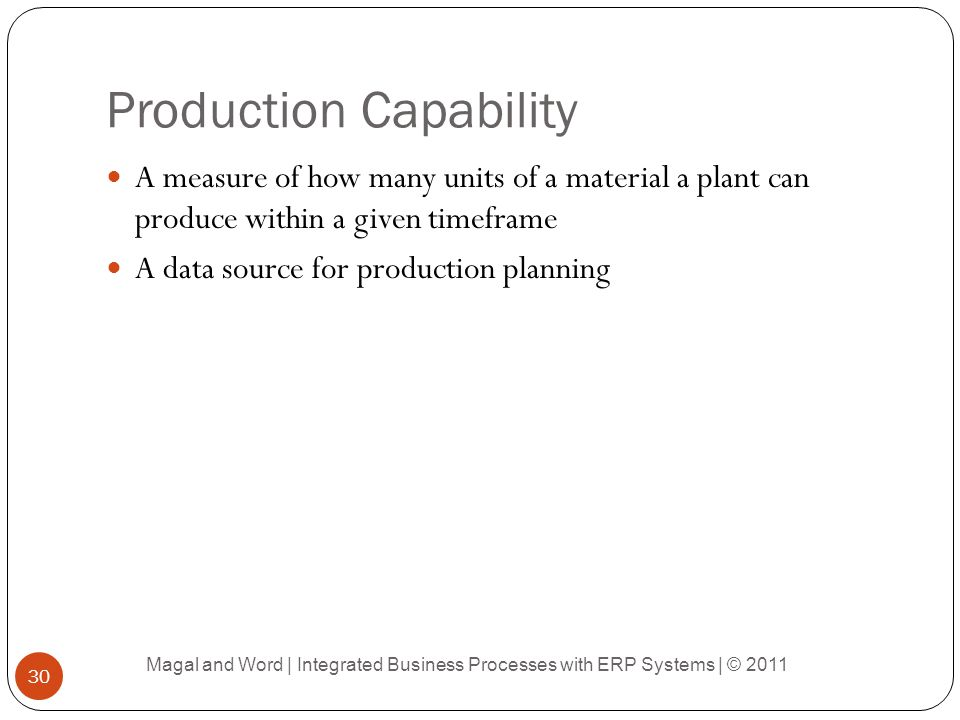 Production Capability
A measure of how many units of a material a plant can
produce within a given timeframe
A data source for production planning
Magal and Word | Integrated Business Processes with ERP Systems | © 2011
30